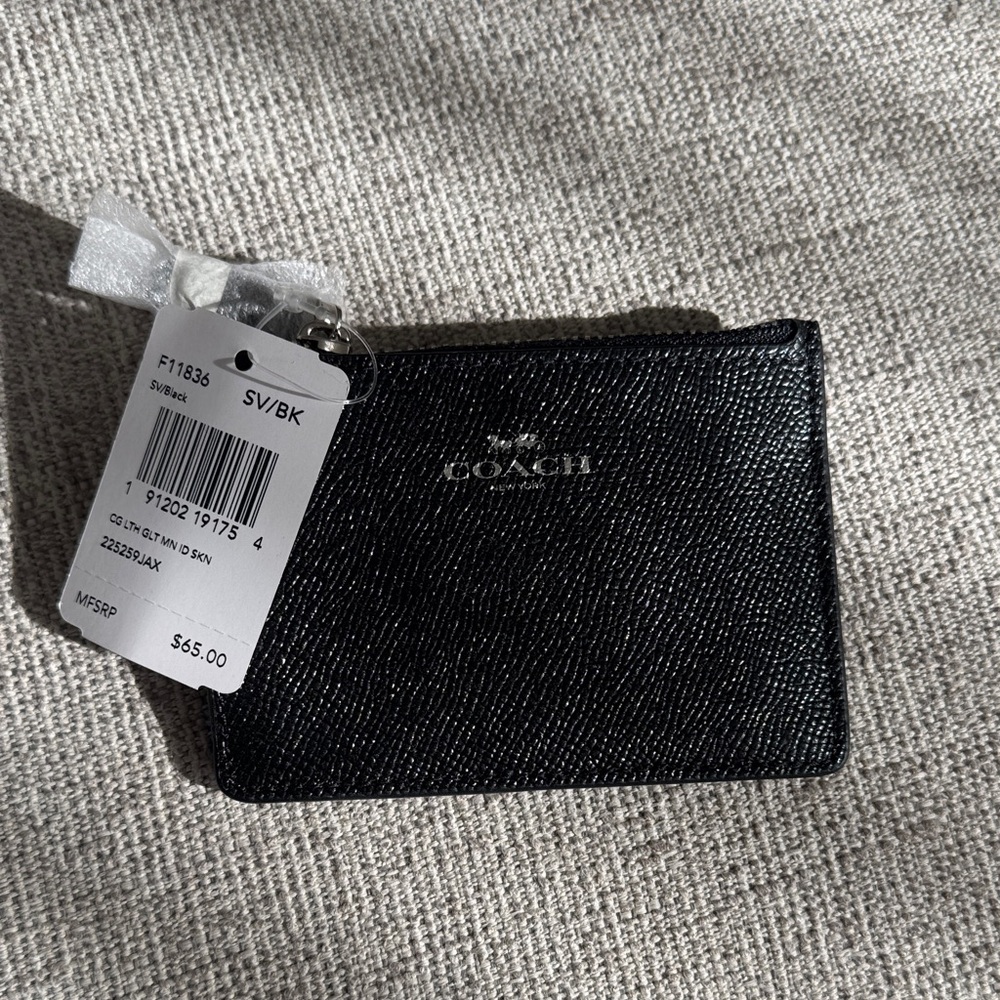 F11836
SV/Black
SV/BK
1 91202 19175 4
CG LTH GLT MN ID SKN
225259JAX
MFSRP
$65.00
COACH
NEW YORK